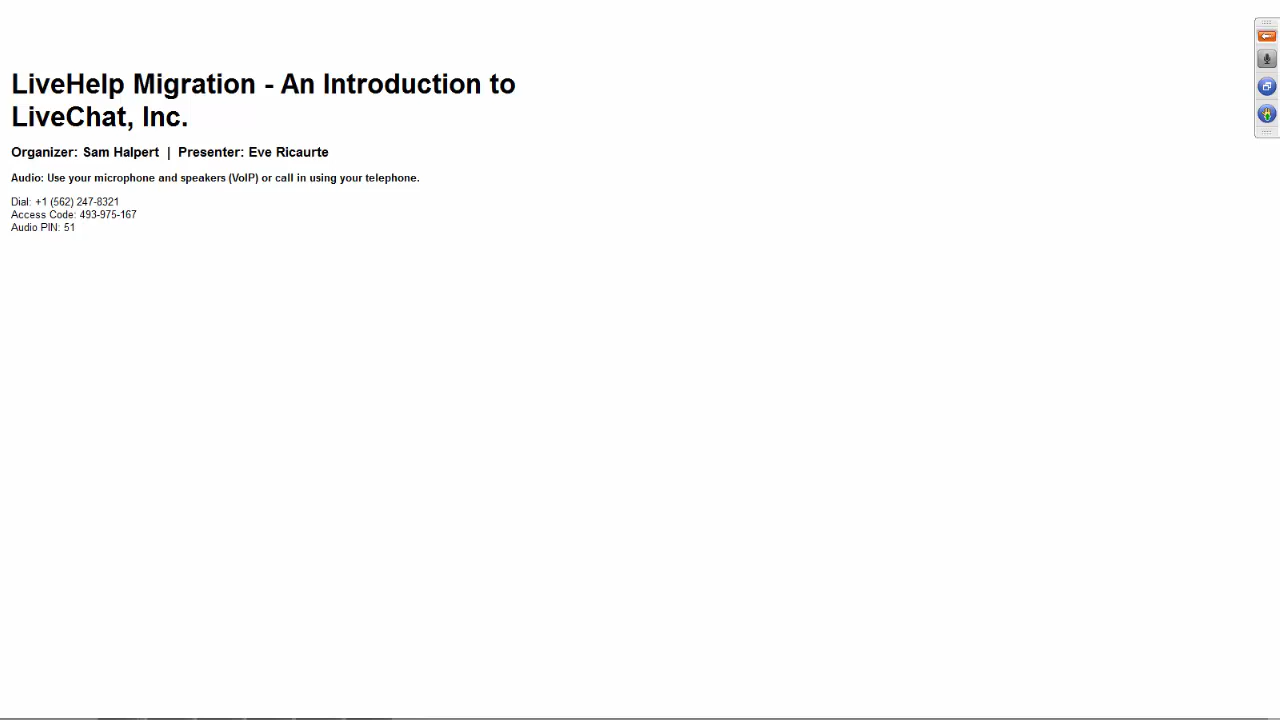 LiveHelp Migration - An Introduction to
LiveChat, Inc.
Organizer: Sam Halpert | Presenter: Eve Ricaurte
Audio: Use your microphone and speakers (VoIP) or call in using your telephone.
Dial: +1 (562) 247-8321
Access Code: 493-975-167
Audio PIN: 51